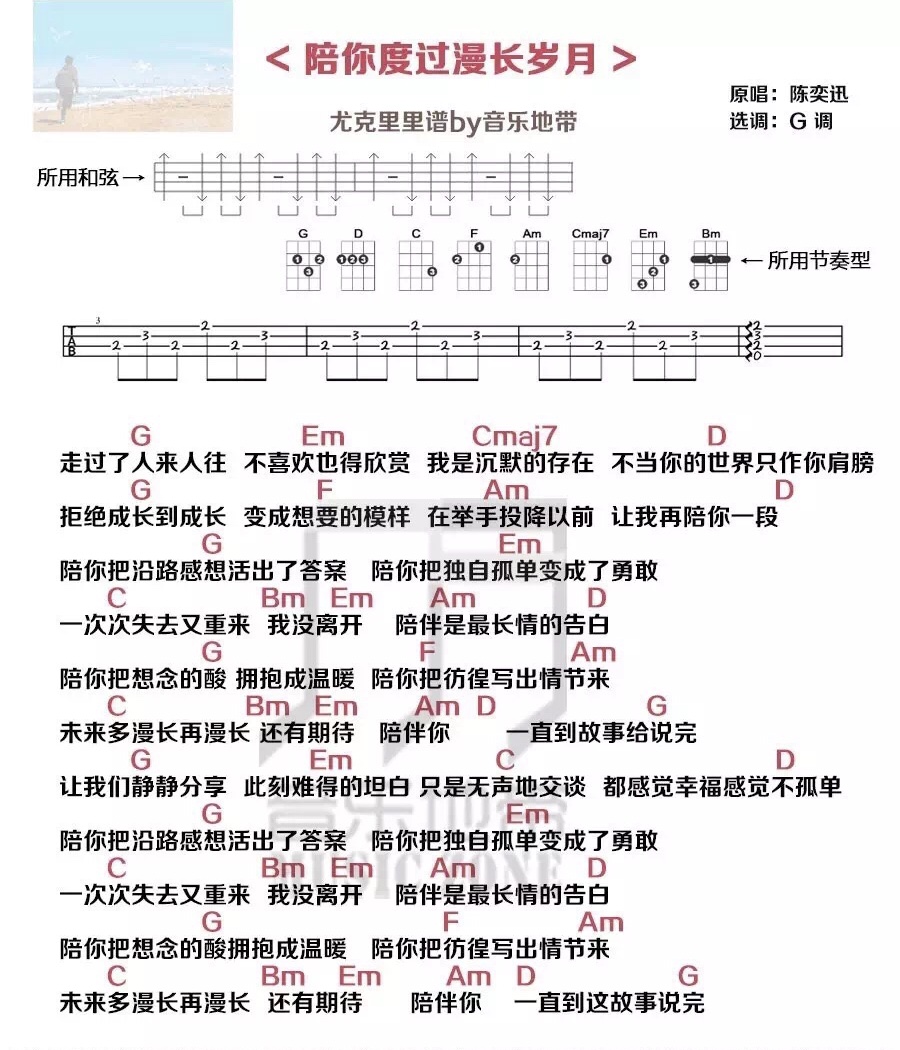 < 陪你度过漫长岁月 >
原唱：陈奕迅
尤克里里谱by音乐地带
选调：G 调
所用和弦→
G D C F Am Cmaj7 Em Bm
1 2 3 1 2 3 3 1 2 2 1 1 2 3 1 3
←所用节奏型
3
T A B 2 3 2 2 2 3 2 3 2 2 2 3 2 3 2 2 2 3 2 3 2 0
G Em Cmaj7 D
走过了人来人往 不喜欢也得欣赏 我是沉默的存在 不当你的世界只作你肩膀
G F Am D
拒绝成长到成长 变成想要的模样 在举手投降以前 让我再陪你一段
G Em
陪你把沿路感想活出了答案 陪你把独自孤单变成了勇敢
C Bm Em Am D
一次次失去又重来 我没离开 陪伴是最长情的告白
G F Am
陪你把想念的酸 拥抱成温暖 陪你把彷徨写出情节来
C Bm Em Am D G
未来多漫长再漫长 还有期待 陪伴你 一直到故事给说完
G Em C D
让我们静静分享 此刻难得的坦白 只是无声地交谈 都感觉幸福感觉不孤单
G Em
陪你把沿路感想活出了答案 陪你把独自孤单变成了勇敢
C Bm Em Am D
一次次失去又重来 我没离开 陪伴是最长情的告白
G F Am
陪你把想念的酸拥抱成温暖 陪你把彷徨写出情节来
C Bm Em Am D G
未来多漫长再漫长 还有期待 陪伴你 一直到这故事说完
音乐地带
MUSIC ZONE